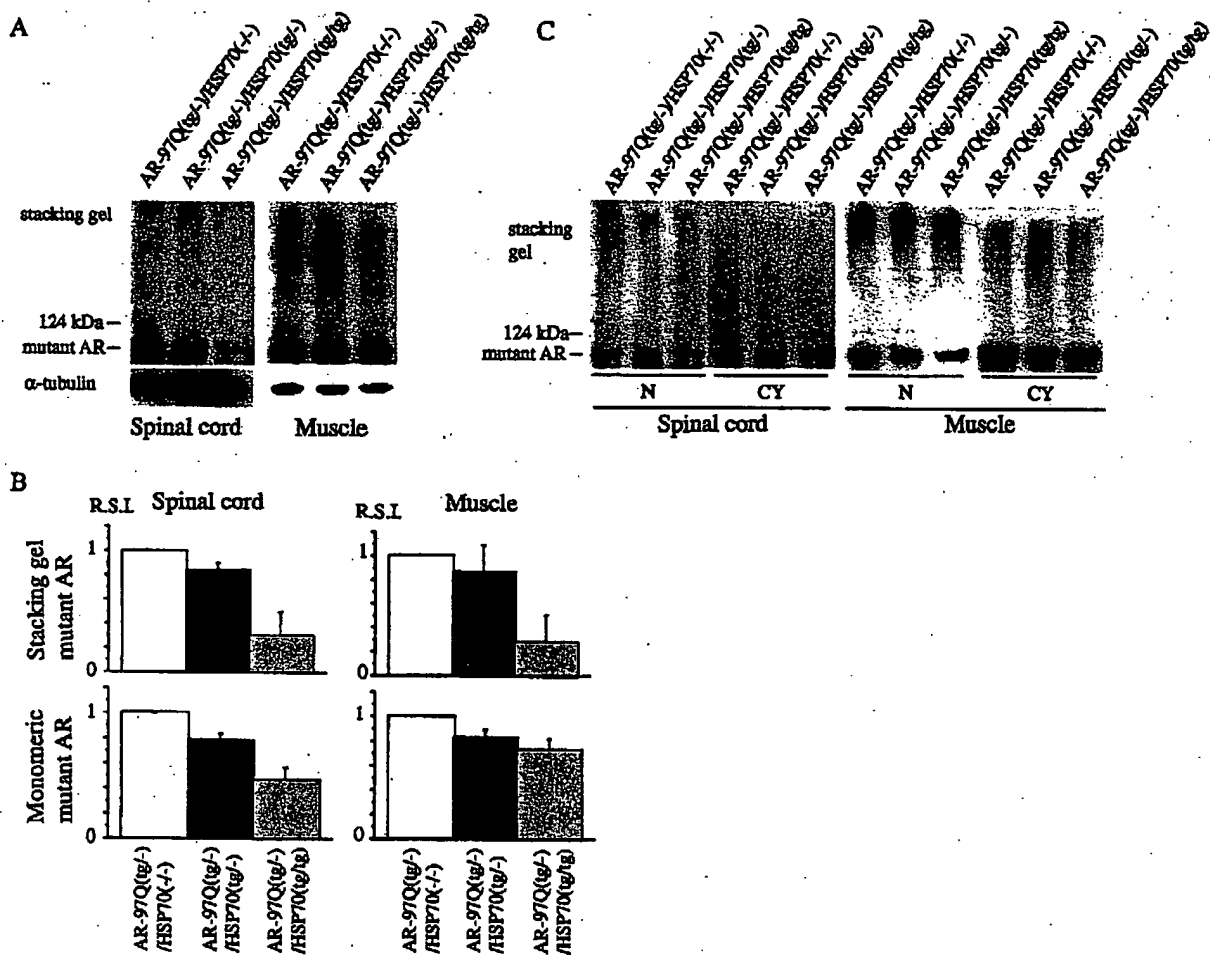 A
AR-97Q(tg/-)/HSP70(-/-)
AR-97Q(tg/-)/HSP70(tg/-)
AR-97Q(tg/-)/HSP70(tg/tg)
AR-97Q(tg/-)/HSP70(-/-)
AR-97Q(tg/-)/HSP70(tg/-)
AR-97Q(tg/-)/HSP70(tg/tg)
stacking gel
124 kDa
mutant AR
α-tubulin
Spinal cord
Muscle
C
AR-97Q(tg/-)/HSP70(-/-)
AR-97Q(tg/-)/HSP70(tg/-)
AR-97Q(tg/-)/HSP70(tg/tg)
AR-97Q(tg/-)/HSP70(-/-)
AR-97Q(tg/-)/HSP70(tg/-)
AR-97Q(tg/-)/HSP70(tg/tg)
AR-97Q(tg/-)/HSP70(-/-)
AR-97Q(tg/-)/HSP70(tg/-)
AR-97Q(tg/-)/HSP70(tg/tg)
AR-97Q(tg/-)/HSP70(-/-)
AR-97Q(tg/-)/HSP70(tg/-)
AR-97Q(tg/-)/HSP70(tg/tg)
stacking
gel
124 kDa
mutant AR
N
CY
N
CY
Spinal cord
Muscle
B
R.S.I.
Spinal cord
R.S.I.
Muscle
Stacking gel
mutant AR
1
0
1
0
Monomeric
mutant AR
1
0
1
0
AR-97Q(tg/-)
/HSP70(-/-)
AR-97Q(tg/-)
/HSP70(tg/-)
AR-97Q(tg/-)
/HSP70(tg/tg)
AR-97Q(tg/-)
/HSP70(-/-)
AR-97Q(tg/-)
/HSP70(tg/-)
AR-97Q(tg/-)
/HSP70(tg/tg)